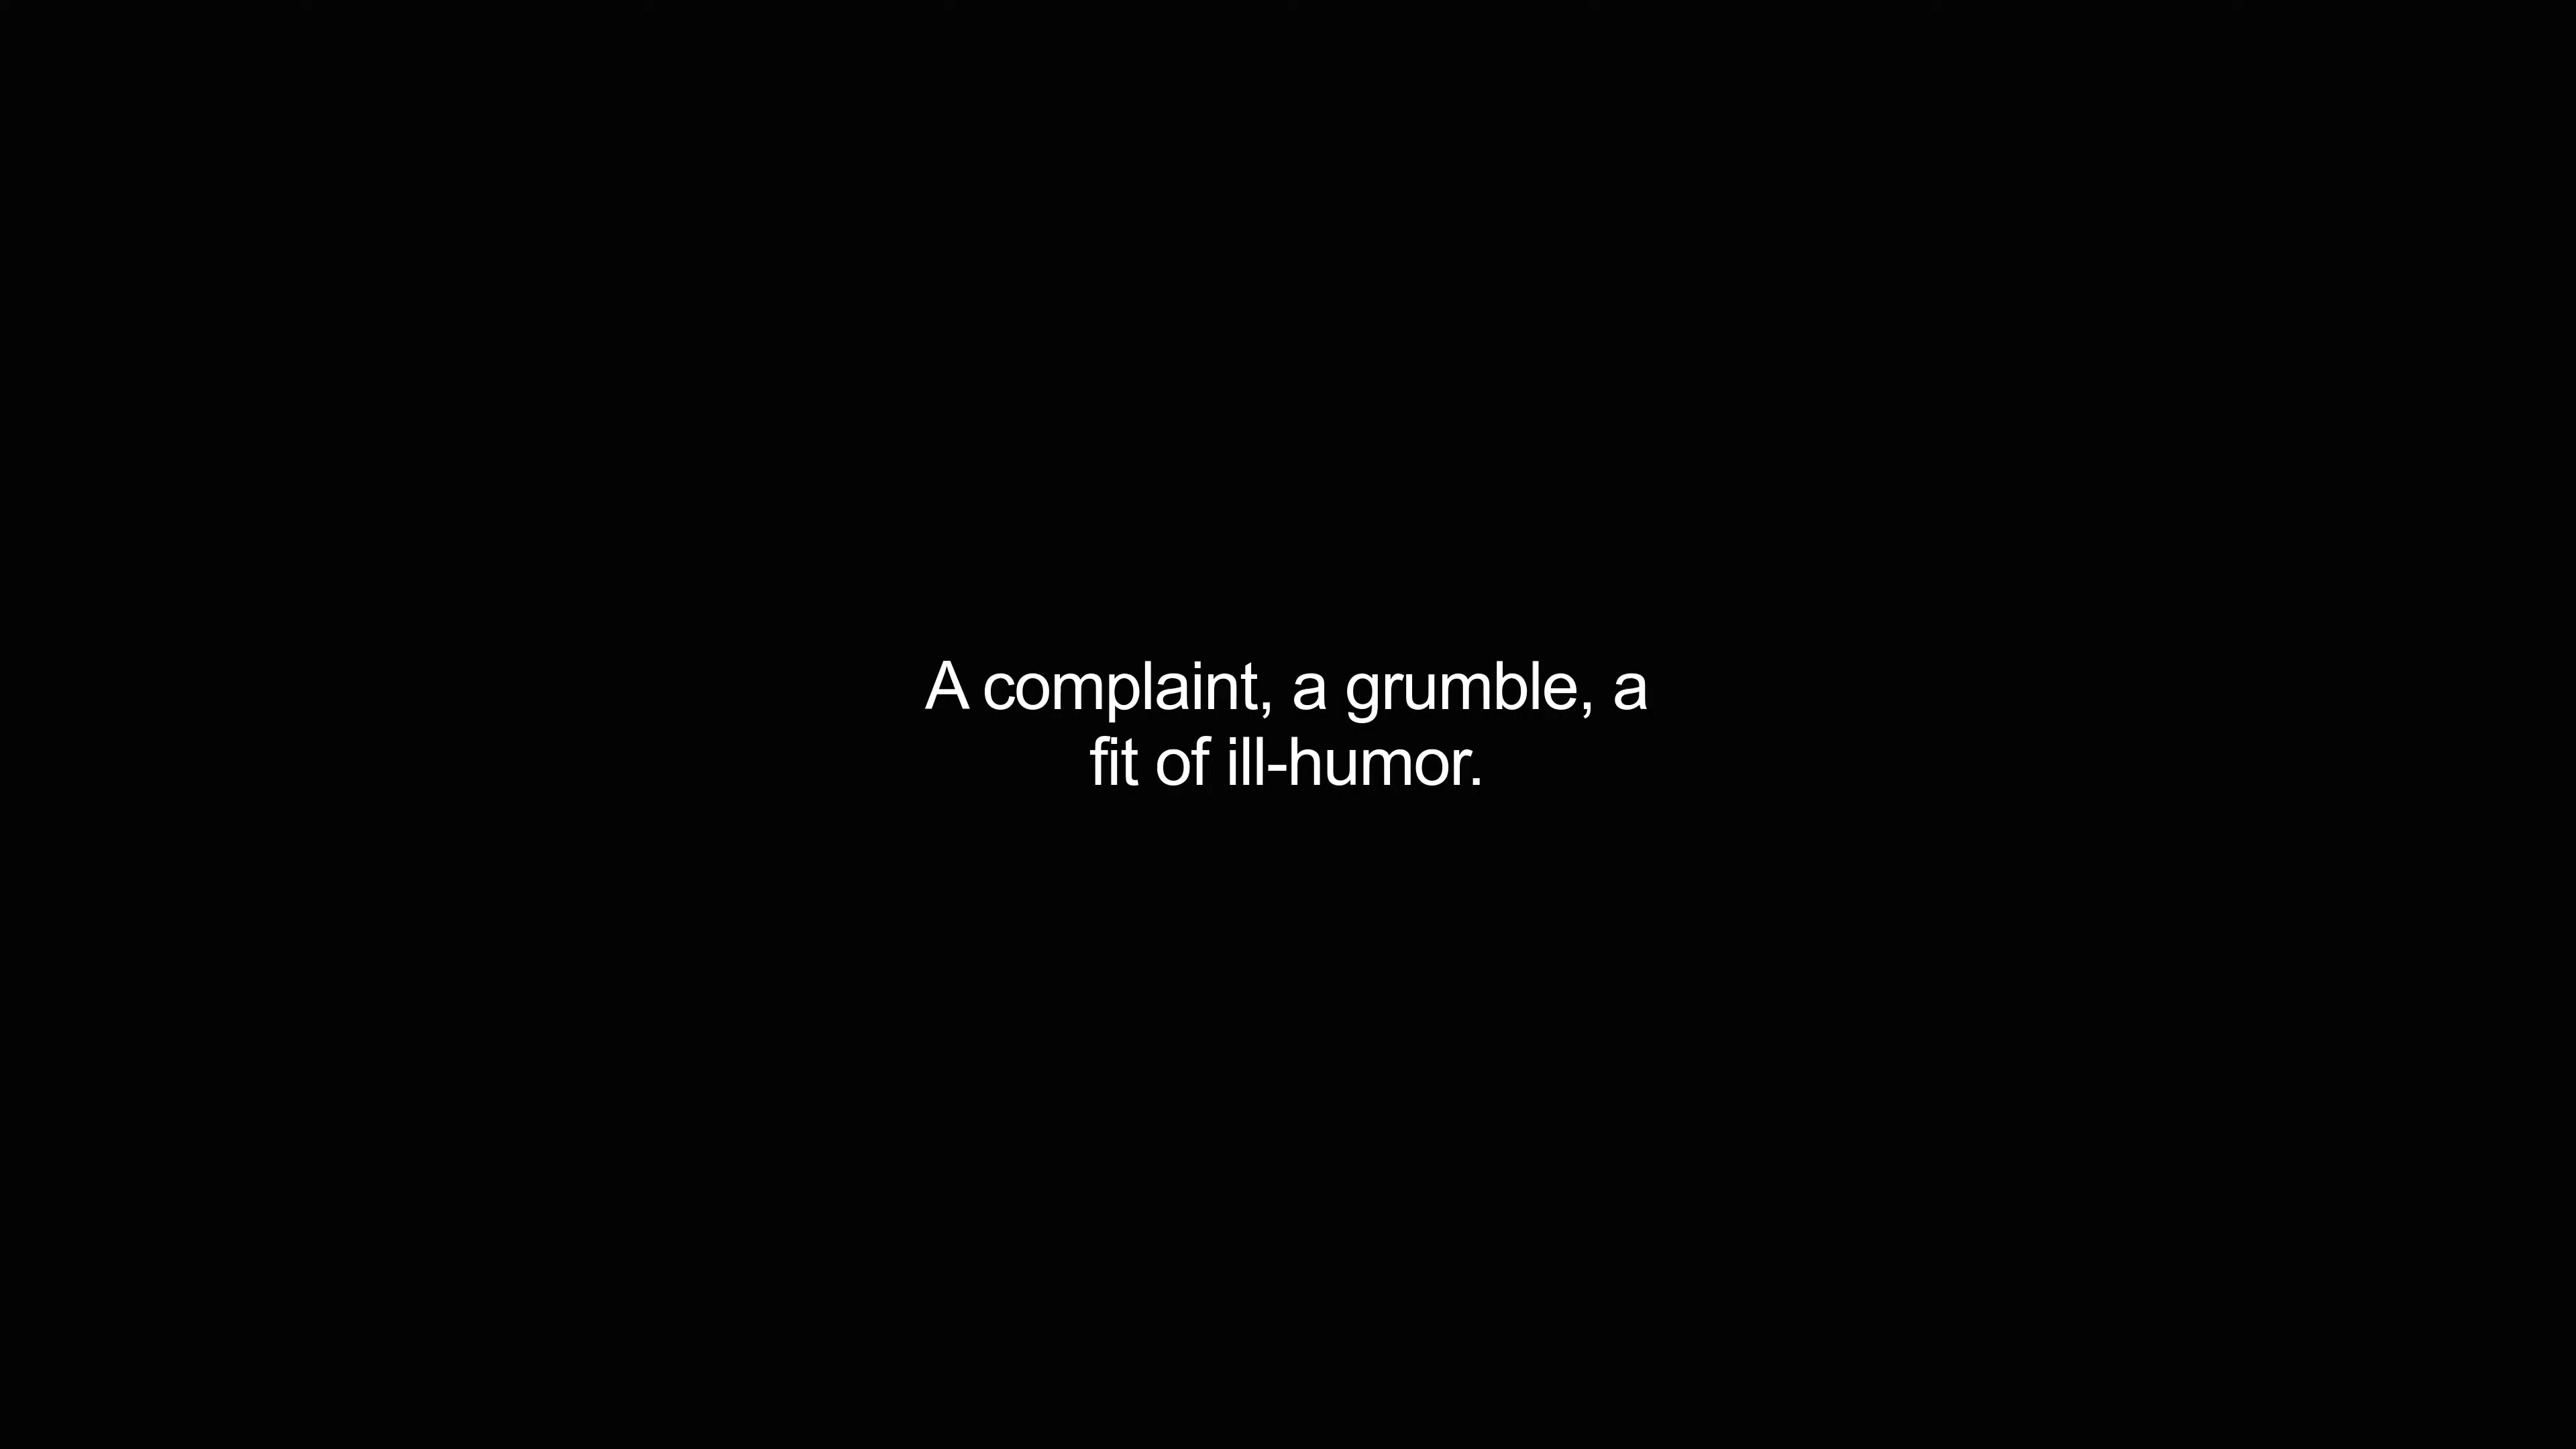 A complaint, a grumble, a
fit of ill-humor.